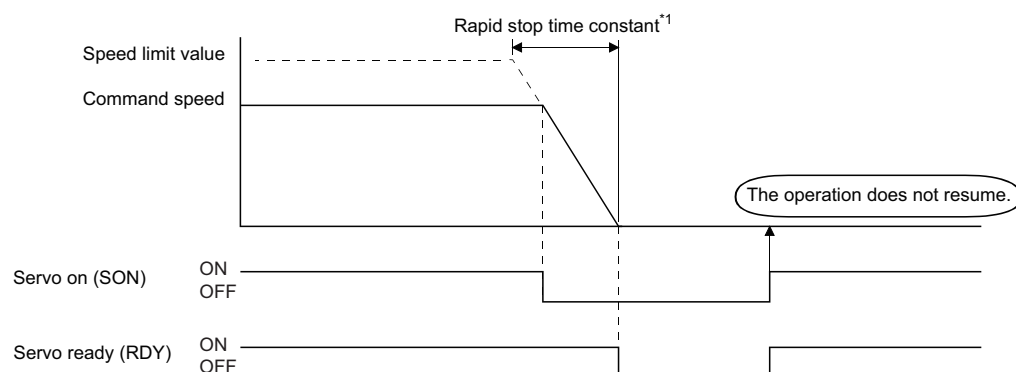 Rapid stop time constant*1
Speed limit value
Command speed
The operation does not resume.
Servo on (SON)
ON
OFF
Servo ready (RDY)
ON
OFF